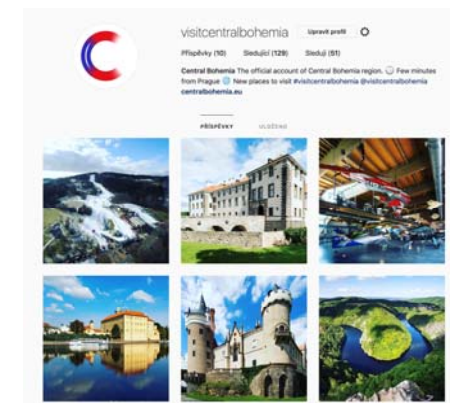 visitcentralbohemia Upravit profil
Příspěvky (10) Sledující (129) Sleduji (61)
Central Bohemia The official account of Central Bohemia region. Few minutes
from Prague New places to visit #visitcentralbohemia @visitcentralbohemia
centralbohemia.eu
PŘÍSPĚVKY ULOŽENO